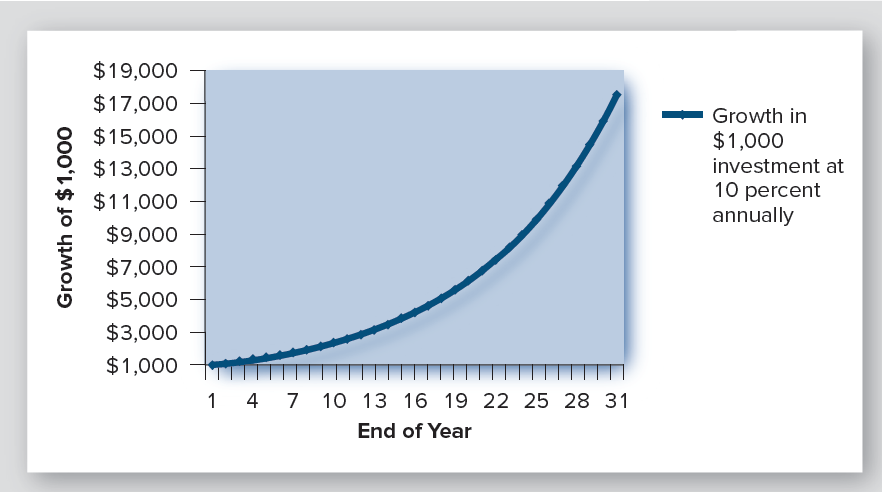 $19,000
$17,000
$15,000
$13,000
$11,000
$9,000
$7,000
$5,000
$3,000
$1,000
Growth of $1,000
1 4 7 10 13 16 19 22 25 28 31
End of Year
Growth in
$1,000
investment at
10 percent
annually